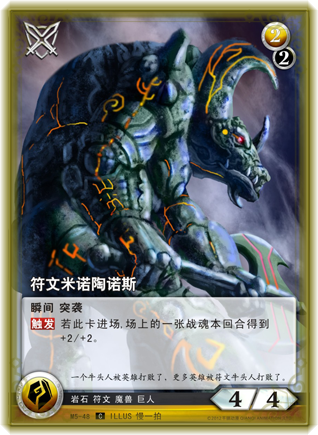 2
2
符文米诺陶诺斯
瞬间 突袭
触发 若此卡进场,场上的一张战魂本回合得到
+2/+2。
一个牛头人被英雄打散了，更多英雄被符文牛头人打散了。
岩石 符文 魔兽 巨人
4/4
C ILLUS 慢一拍